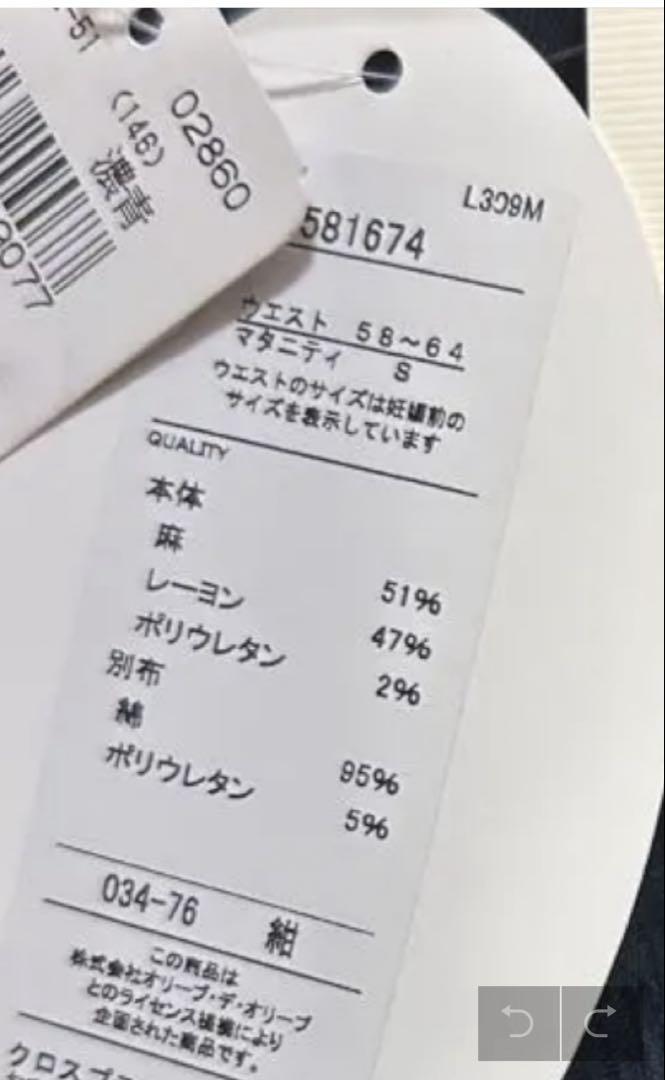 -51
02860
(146)
濃青
2077
L309M
581674
ウエスト 58~64
マタニティ S
ウエストのサイズは妊娠前の
サイズを表示しています
QUALITY
本体
麻 51%
レーヨン 47%
ポリウレタン 2%
別布
綿 95%
ポリウレタン 5%
034-76 紺
この商品は
株式会社オリーブ・デ・オリーブ
とのライセンス提携により
企画された商品です。